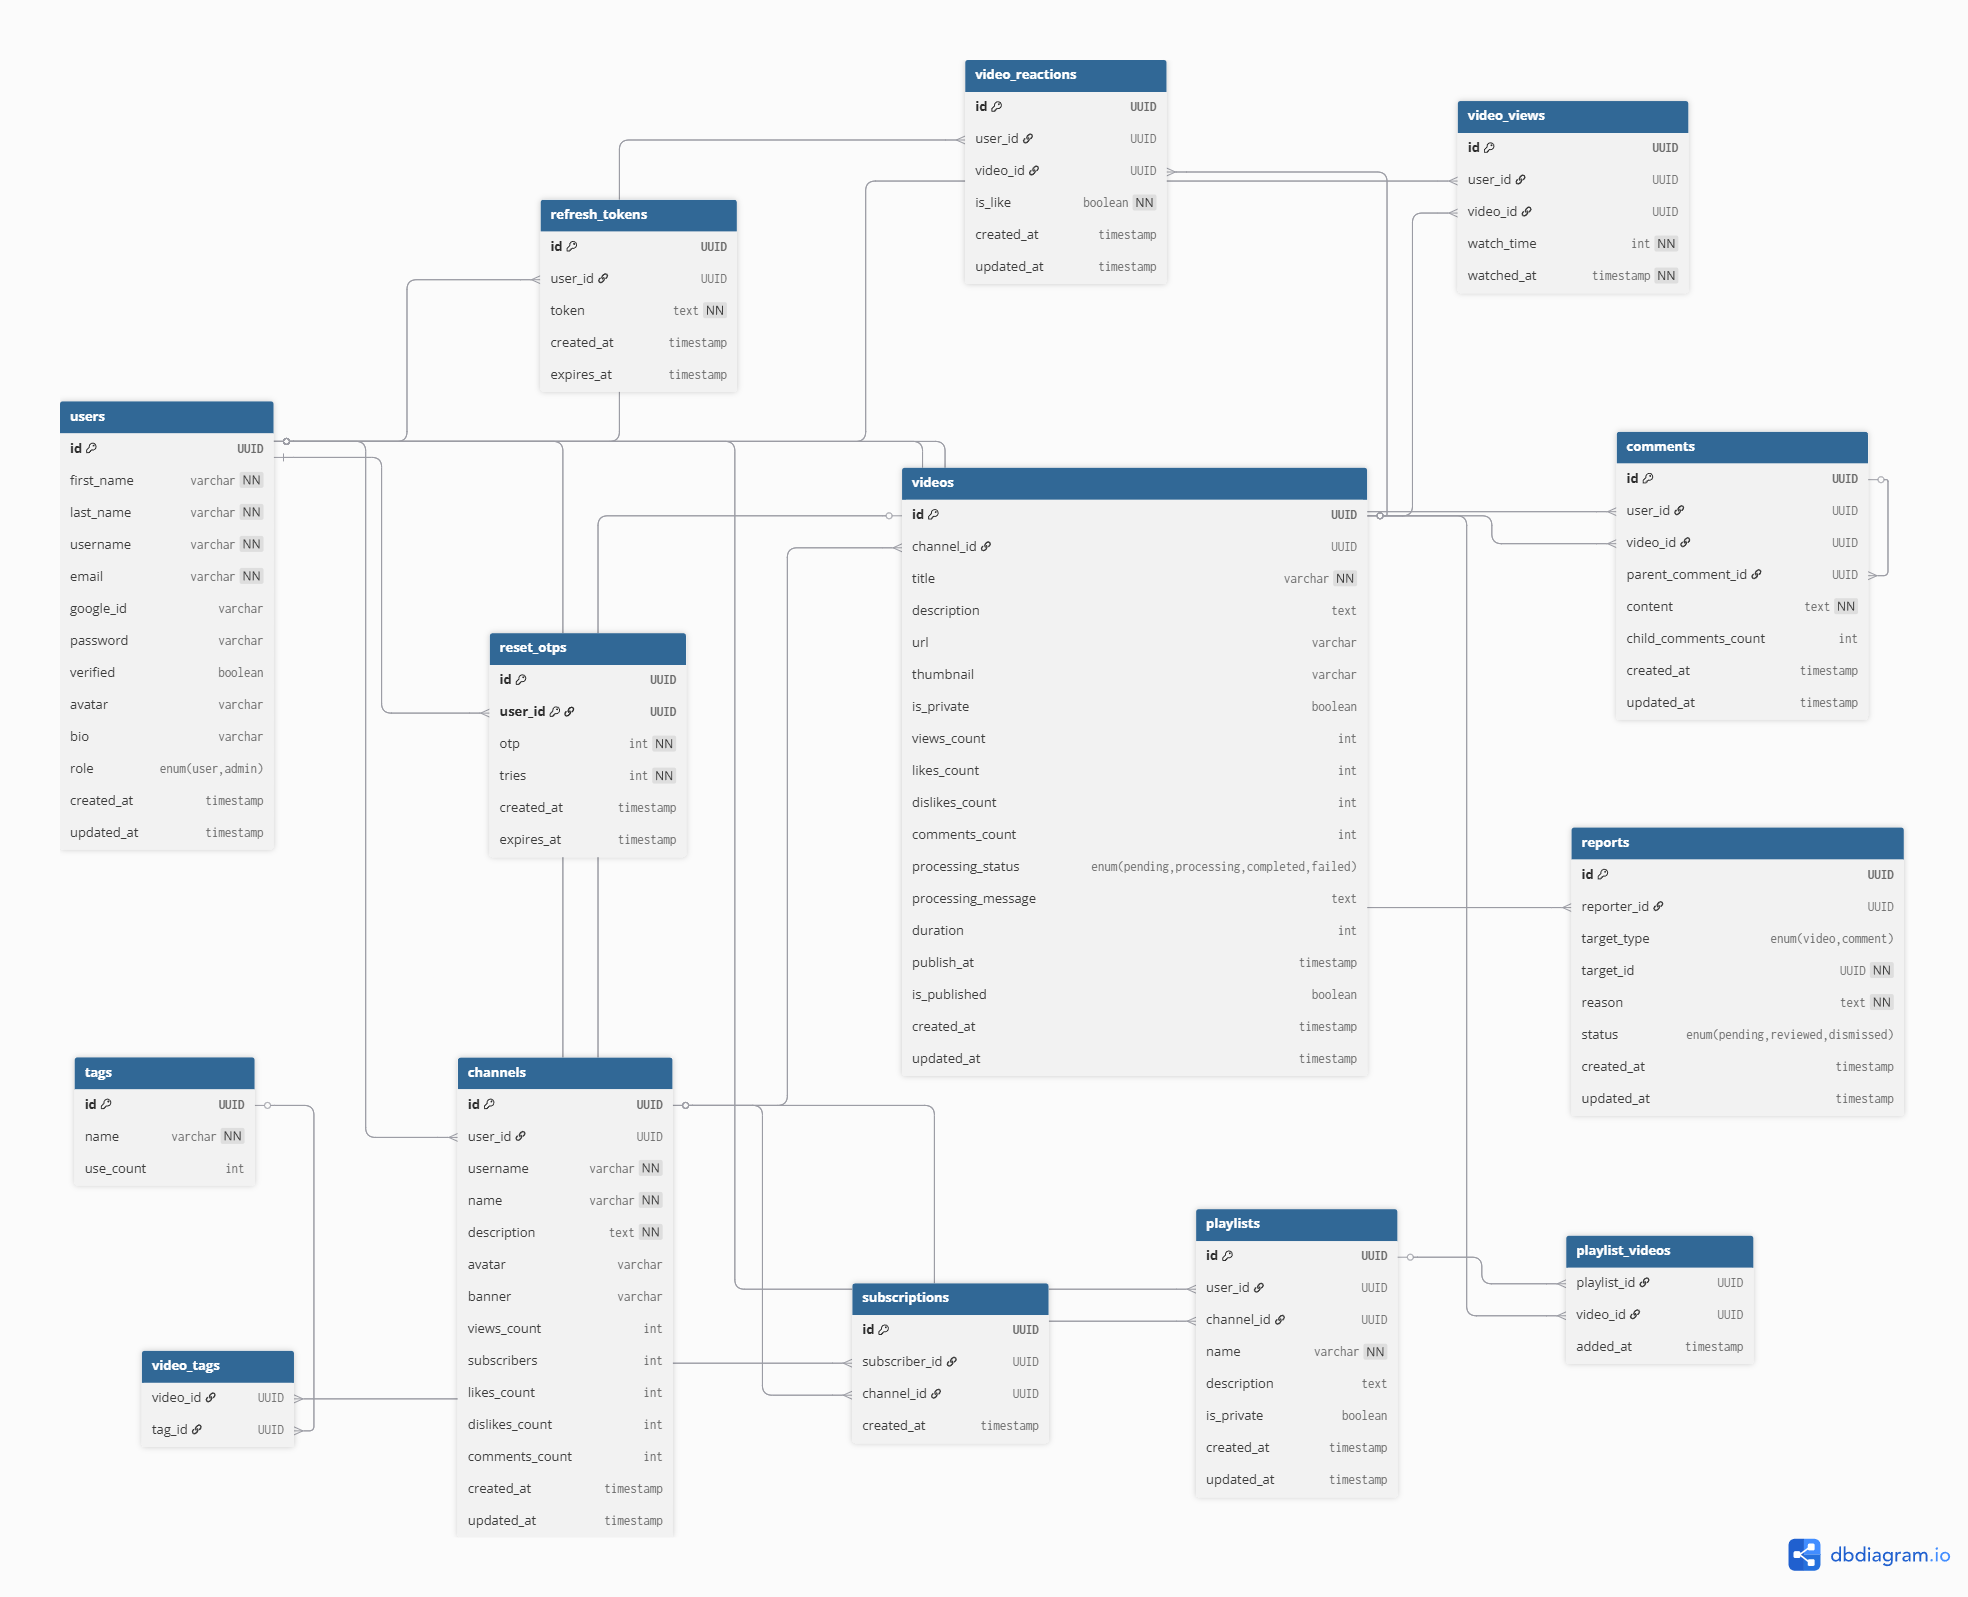 video_reactions
id UUID
user_id UUID
video_id UUID
is_like boolean NN
created_at timestamp
updated_at timestamp
video_views
id UUID
user_id UUID
video_id UUID
watch_time int NN
watched_at timestamp NN
refresh_tokens
id UUID
user_id UUID
token text NN
created_at timestamp
expires_at timestamp
users
id UUID
first_name varchar NN
last_name varchar NN
username varchar NN
email varchar NN
google_id varchar
password varchar
verified boolean
avatar varchar
bio varchar
role enum(user,admin)
created_at timestamp
updated_at timestamp
videos
id UUID
channel_id UUID
title varchar NN
description text
url varchar
thumbnail varchar
is_private boolean
views_count int
likes_count int
dislikes_count int
comments_count int
processing_status enum(pending,processing,completed,failed)
processing_message text
duration int
publish_at timestamp
is_published boolean
created_at timestamp
updated_at timestamp
comments
id UUID
user_id UUID
video_id UUID
parent_comment_id UUID
content text NN
child_comments_count int
created_at timestamp
updated_at timestamp
reset_otps
id UUID
user_id UUID
otp int NN
tries int NN
created_at timestamp
expires_at timestamp
reports
id UUID
reporter_id UUID
target_type enum(video,comment)
target_id UUID NN
reason text NN
status enum(pending,reviewed,dismissed)
created_at timestamp
updated_at timestamp
tags
id UUID
name varchar NN
use_count int
channels
id UUID
user_id UUID
username varchar NN
name varchar NN
description text NN
avatar varchar
banner varchar
views_count int
subscribers int
likes_count int
dislikes_count int
comments_count int
created_at timestamp
updated_at timestamp
video_tags
video_id UUID
tag_id UUID
subscriptions
id UUID
subscriber_id UUID
channel_id UUID
created_at timestamp
playlists
id UUID
user_id UUID
channel_id UUID
name varchar NN
description text
is_private boolean
created_at timestamp
updated_at timestamp
playlist_videos
playlist_id UUID
video_id UUID
added_at timestamp
dbdiagram.io